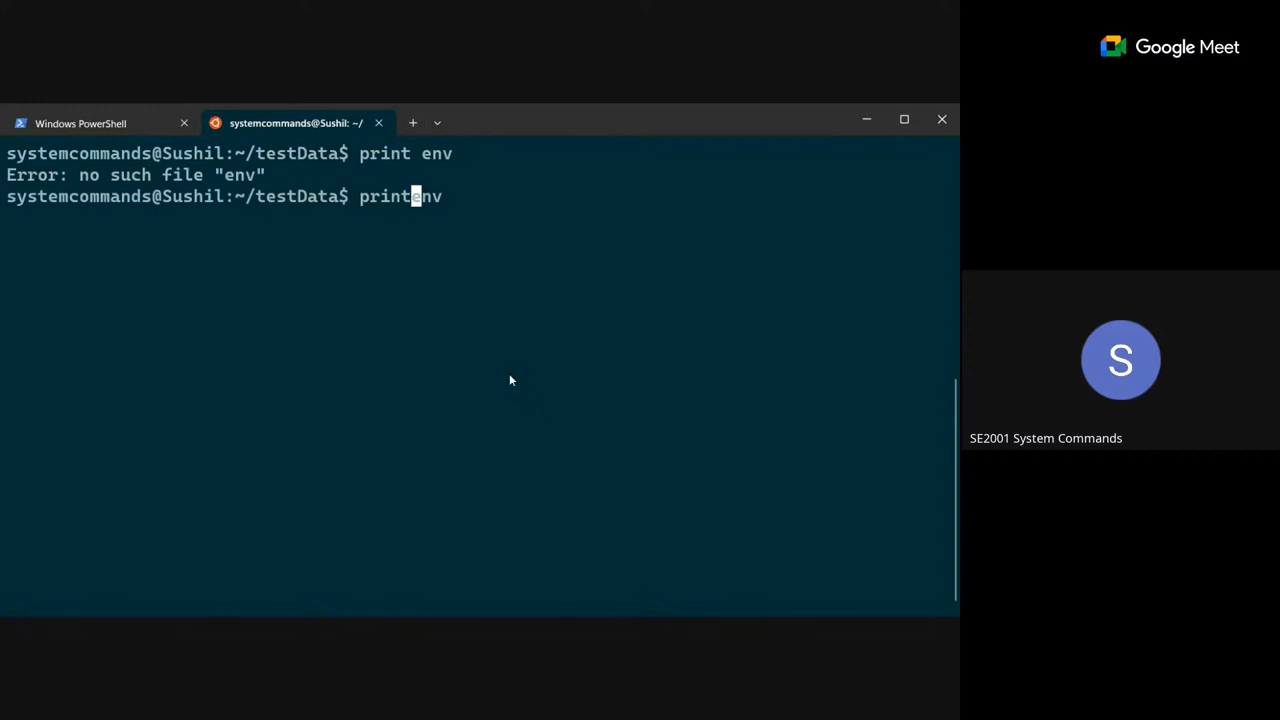 Google Meet
Windows PowerShell
systemcommands@Sushil: ~/
systemcommands@Sushil:~/testData$ print env
Error: no such file "env"
systemcommands@Sushil:~/testData$ printenv
S
SE2001 System Commands